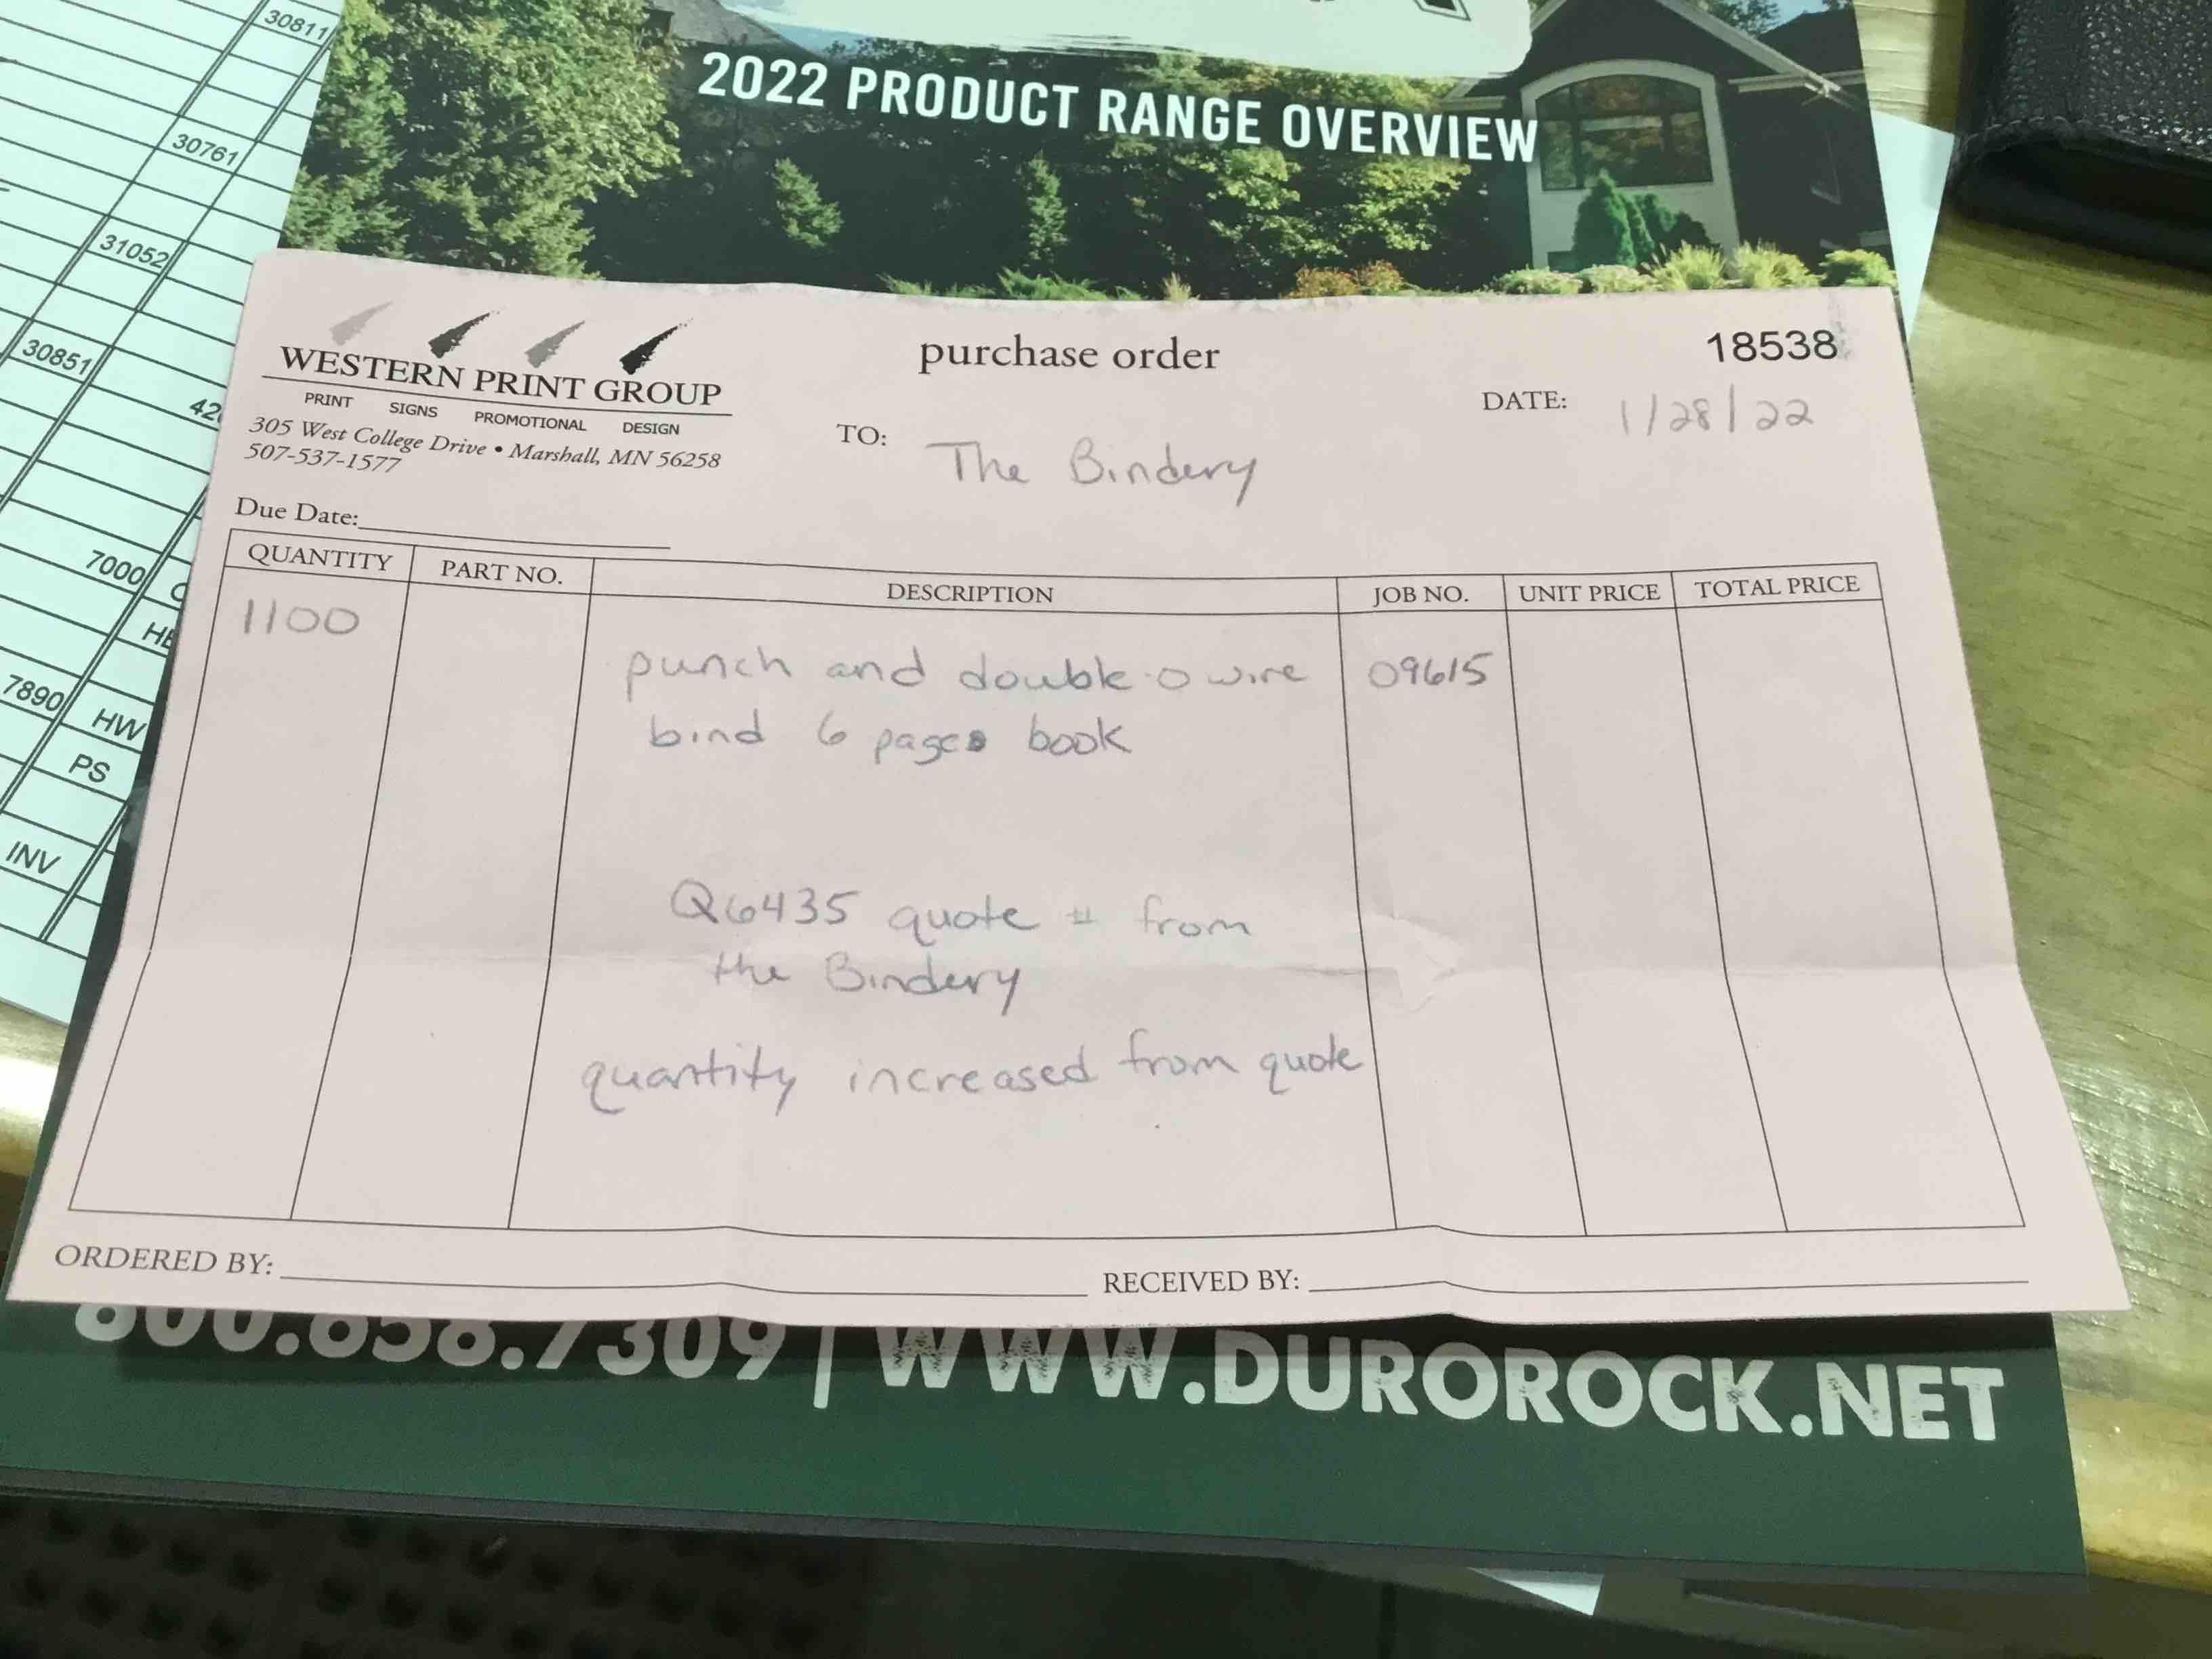 30811
30761
31052
30851
7000
7890 HW
PS
INV
2022 PRODUCT RANGE OVERVIEW
WESTERN PRINT GROUP
PRINT SIGNS PROMOTIONAL DESIGN
305 West College Drive • Marshall, MN 56258
507-537-1577
purchase order
18538
DATE: 1/28/22
TO: The Bindery
Due Date:
QUANTITY PART NO. DESCRIPTION JOB NO. UNIT PRICE TOTAL PRICE
1100
punch and double-o wire 09615
bind 6 pages book
Q6435 quote # from
the Bindery
quantity increased from quote
ORDERED BY: RECEIVED BY:
800.658.7309 | WWW.DUROROCK.NET